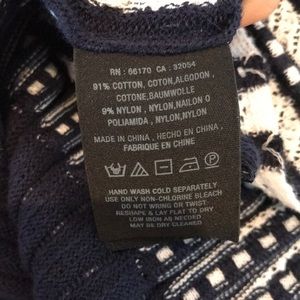 RN : 66170 CA : 32054
91% COTTON, COTON,ALGODON ,
COTONE,BAUMWOLLE
9% NYLON , NYLON,NAILON O
POLIAMIDA , NYLON,NYLON
MADE IN CHINA , HECHO EN CHINA ,
FABRIQUE EN CHINE
HAND WASH COLD SEPARATELY
USE ONLY NON-CHLORINE BLEACH
DO NOT WRING OR TWIST
RESHAPE & LAY FLAT TO DRY
LOW IRON AS NEEDED
MAY BE DRY CLEANED